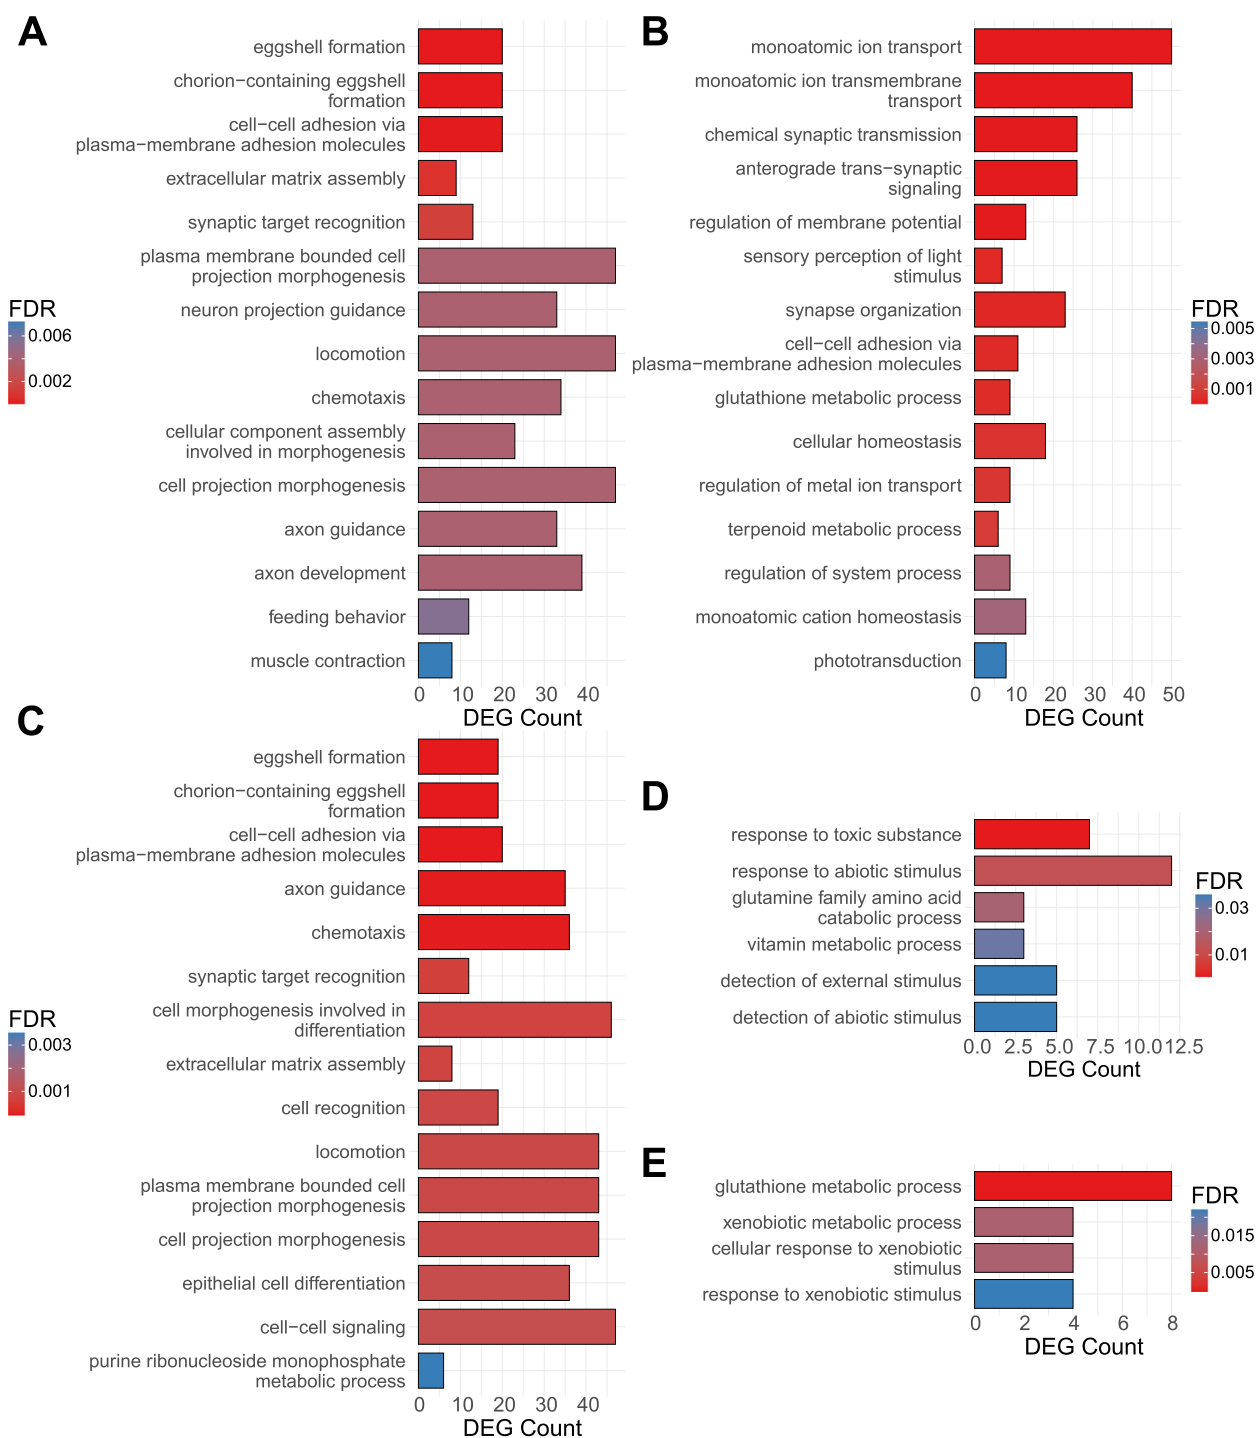 A
eggshell formation
chorion−containing eggshell
formation
cell−cell adhesion via
plasma−membrane adhesion molecules
extracellular matrix assembly
synaptic target recognition
plasma membrane bounded cell
projection morphogenesis
neuron projection guidance
locomotion
chemotaxis
cellular component assembly
involved in morphogenesis
cell projection morphogenesis
axon guidance
axon development
feeding behavior
muscle contraction
0 10 20 30 40
DEG Count
FDR
0.006
0.002
B
monoatomic ion transport
monoatomic ion transmembrane
transport
chemical synaptic transmission
anterograde trans−synaptic
signaling
regulation of membrane potential
sensory perception of light
stimulus
synapse organization
cell−cell adhesion via
plasma−membrane adhesion molecules
glutathione metabolic process
cellular homeostasis
regulation of metal ion transport
terpenoid metabolic process
regulation of system process
monoatomic cation homeostasis
phototransduction
0 10 20 30 40 50
DEG Count
FDR
0.005
0.003
0.001
C
eggshell formation
chorion−containing eggshell
formation
cell−cell adhesion via
plasma−membrane adhesion molecules
axon guidance
chemotaxis
synaptic target recognition
cell morphogenesis involved in
differentiation
extracellular matrix assembly
cell recognition
locomotion
plasma membrane bounded cell
projection morphogenesis
cell projection morphogenesis
epithelial cell differentiation
cell−cell signaling
purine ribonucleoside monophosphate
metabolic process
0 10 20 30 40
DEG Count
FDR
0.003
0.001
D
response to toxic substance
response to abiotic stimulus
glutamine family amino acid
catabolic process
vitamin metabolic process
detection of external stimulus
detection of abiotic stimulus
0.0 2.5 5.0 7.5 10.0 12.5
DEG Count
FDR
0.03
0.01
E
glutathione metabolic process
xenobiotic metabolic process
cellular response to xenobiotic
stimulus
response to xenobiotic stimulus
0 2 4 6 8
DEG Count
FDR
0.015
0.005